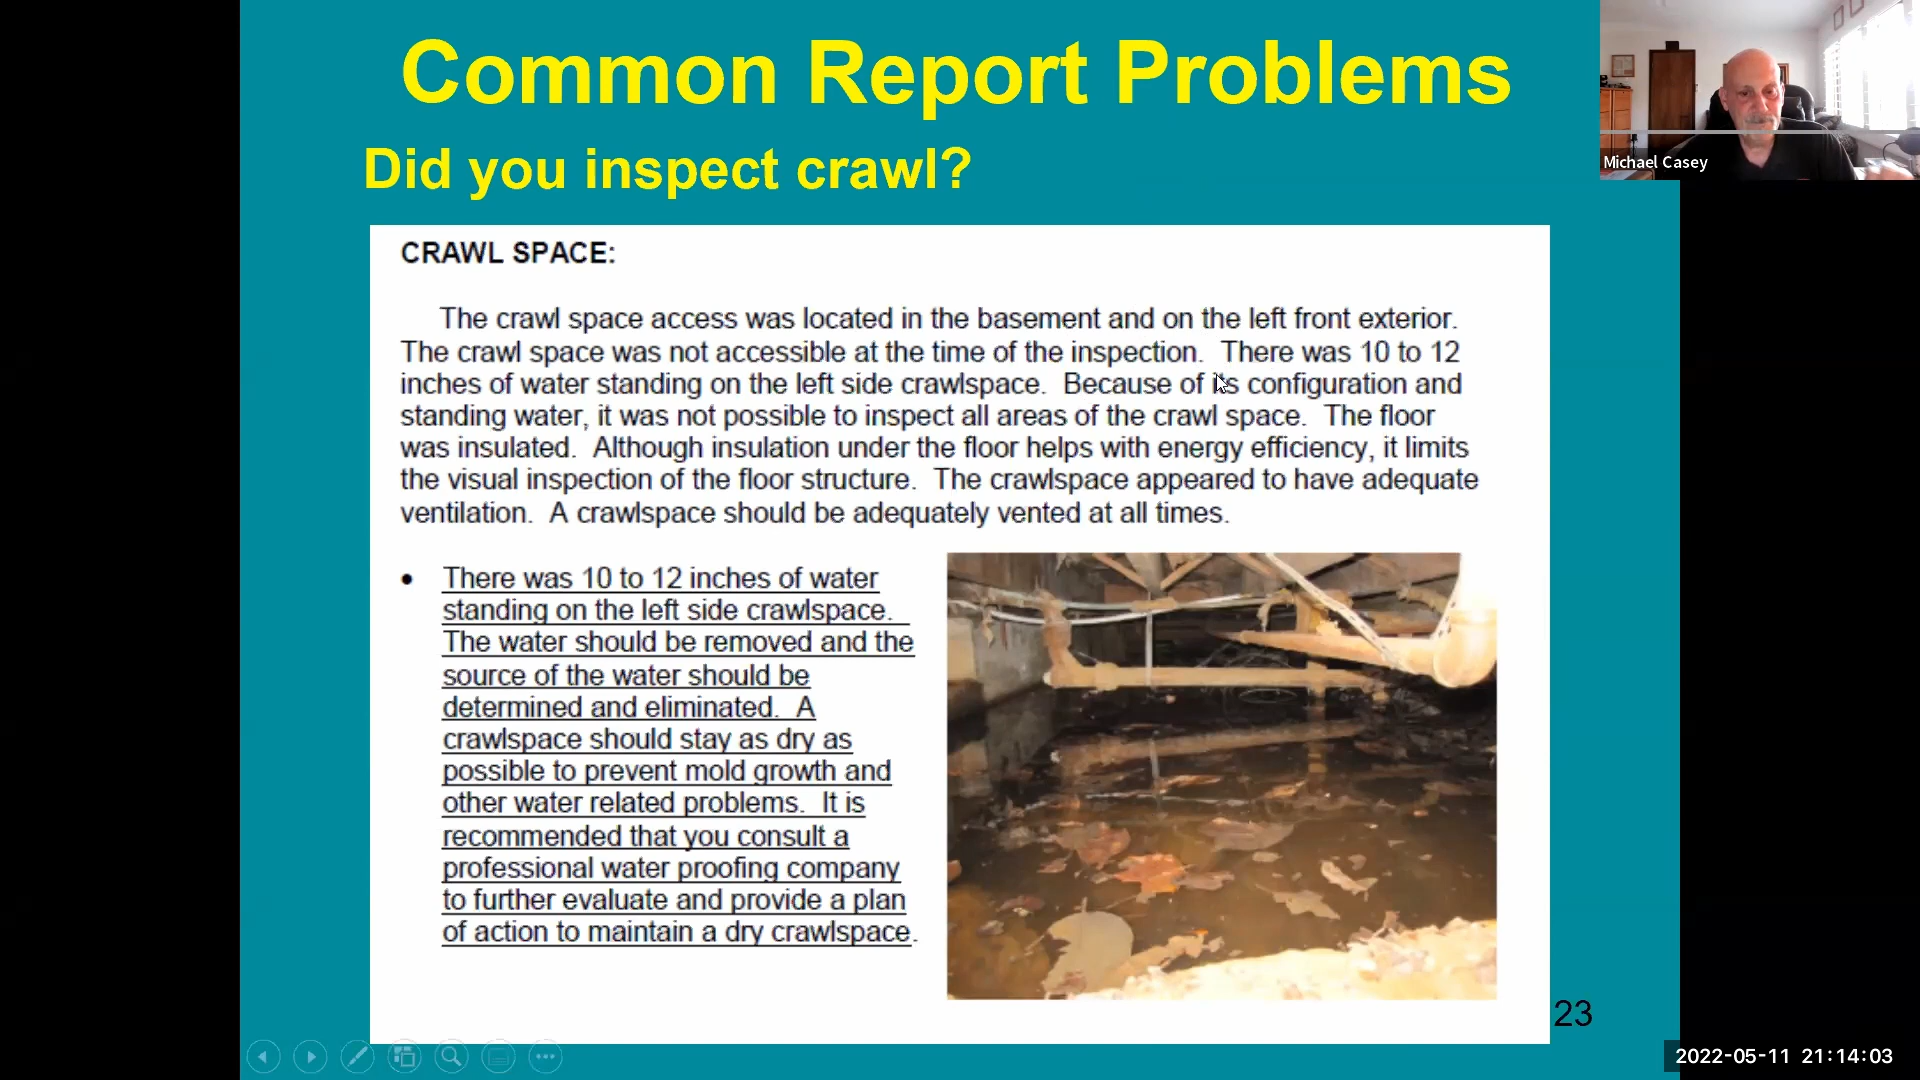 Common Report Problems
Did you inspect crawl?
Michael Casey
CRAWL SPACE:
The crawl space access was located in the basement and on the left front exterior.
The crawl space was not accessible at the time of the inspection. There was 10 to 12
inches of water standing on the left side crawlspace. Because of its configuration and
standing water, it was not possible to inspect all areas of the crawl space. The floor
was insulated. Although insulation under the floor helps with energy efficiency, it limits
the visual inspection of the floor structure. The crawlspace appeared to have adequate
ventilation. A crawlspace should be adequately vented at all times.
• There was 10 to 12 inches of water
standing on the left side crawlspace.
The water should be removed and the
source of the water should be
determined and eliminated. A
crawlspace should stay as dry as
possible to prevent mold growth and
other water related problems. It is
recommended that you consult a
professional water proofing company
to further evaluate and provide a plan
of action to maintain a dry crawlspace.
23
2022-05-11 21:14:03